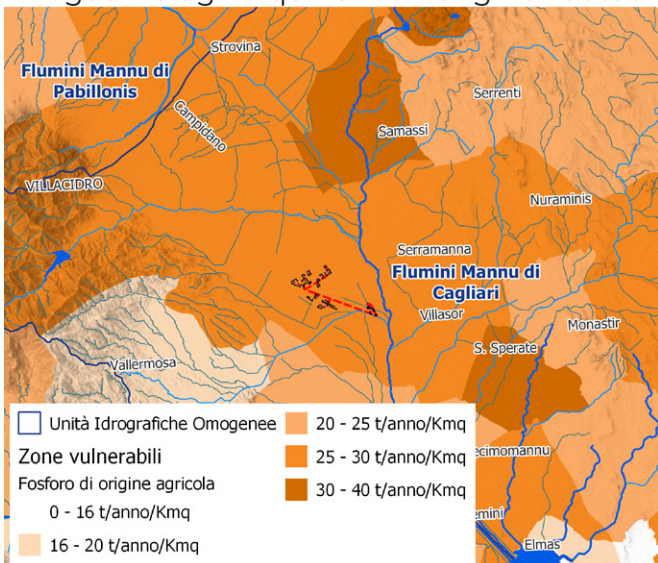 Flumini Mannu di
Pabillonis
Strovina
Serrenti
Campidano
Samassi
VILLACIDRO
Nuraminis
Serramanna
Flumini Mannu di
Cagliari
Villasor
Monastir
S. Sperate
Vallermosa
ecimomannu
emini
Elmas
Unità Idrografiche Omogenee
Zone vulnerabili
Fosforo di origine agricola
0 - 16 t/anno/Kmq
16 - 20 t/anno/Kmq
20 - 25 t/anno/Kmq
25 - 30 t/anno/Kmq
30 - 40 t/anno/Kmq